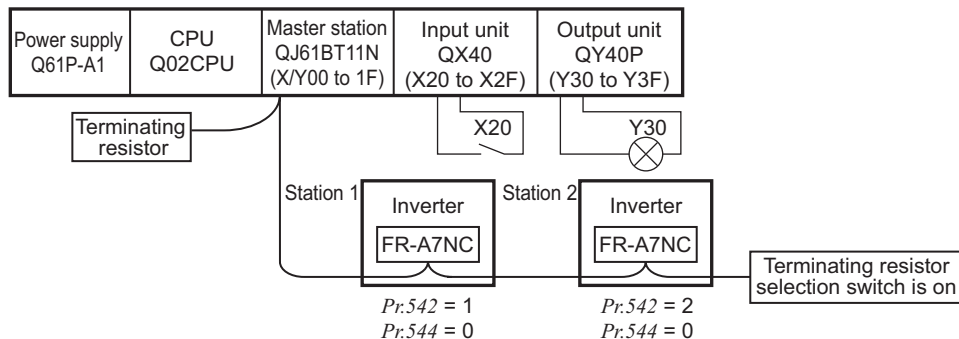 Power supply
Q61P-A1
CPU
Q02CPU
Master station
QJ61BT11N
(X/Y00 to 1F)
Input unit
QX40
(X20 to X2F)
Output unit
QY40P
(Y30 to Y3F)
Terminating
resistor
X20
Y30
Station 1
Inverter
FR-A7NC
Station 2
Inverter
FR-A7NC
Terminating resistor
selection switch is on
Pr.542 = 1
Pr.544 = 0
Pr.542 = 2
Pr.544 = 0